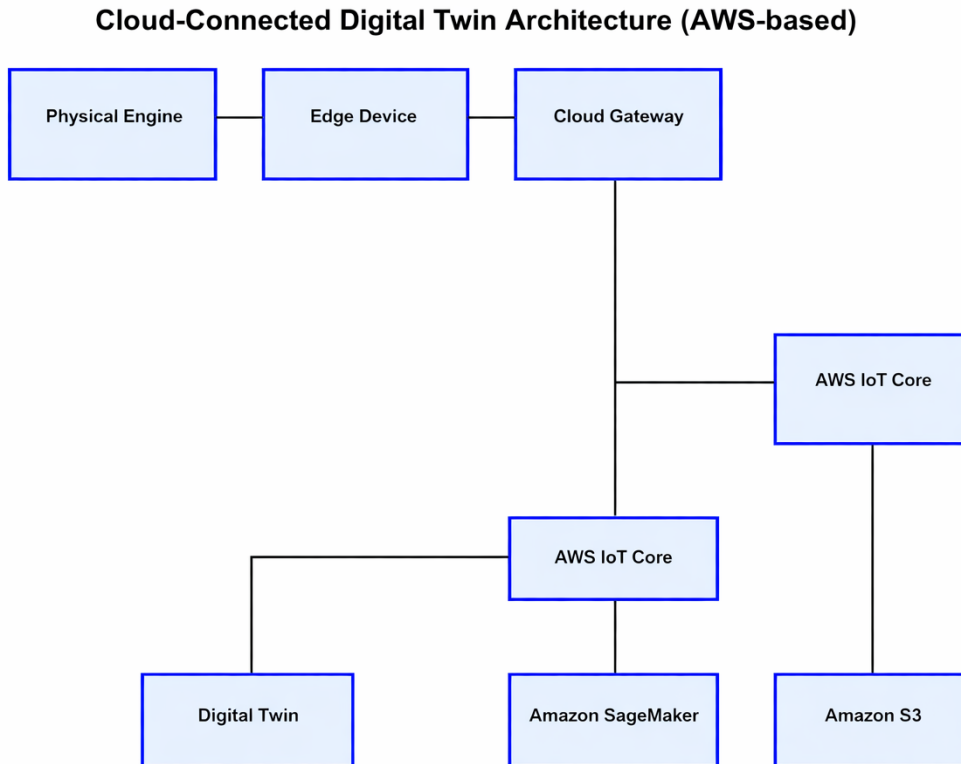 Cloud-Connected Digital Twin Architecture (AWS-based)
Physical Engine
Edge Device
Cloud Gateway
AWS IoT Core
AWS IoT Core
Digital Twin
Amazon SageMaker
Amazon S3